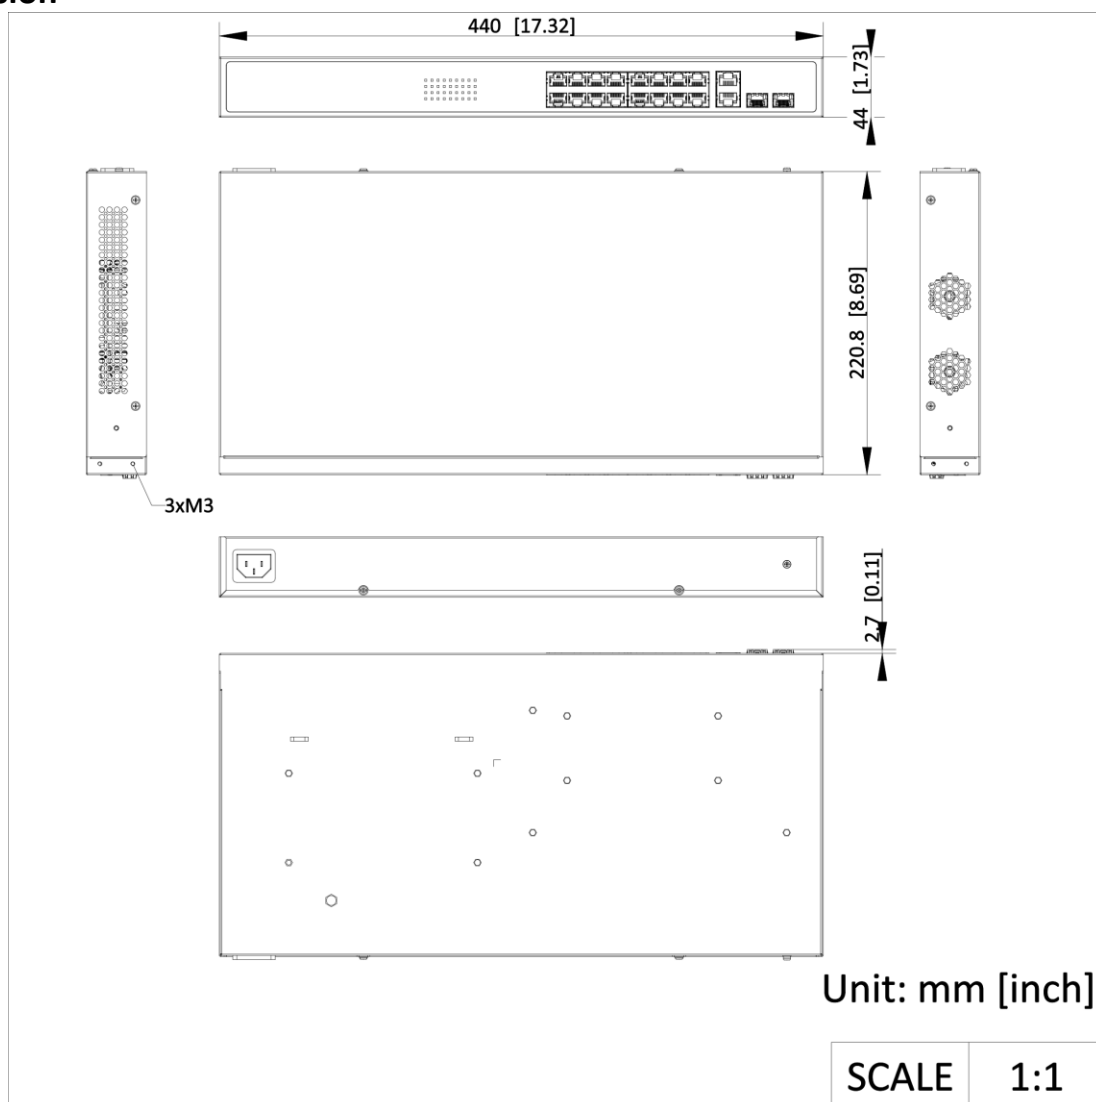 440 [17.32]
44 [1.73]
220.8 [8.69]
3xM3
2.7 [0.11]
Unit: mm [inch]
SCALE 1:1